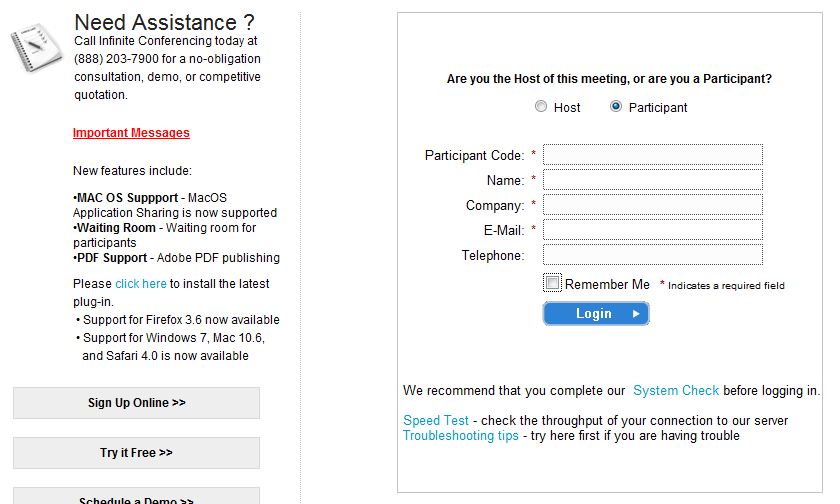 Need Assistance ?
Call Infinite Conferencing today at
(888) 203-7900 for a no-obligation
consultation, demo, or competitive
quotation.
Important Messages
New features include:
•MAC OS Suppport - MacOS
Application Sharing is now supported
•Waiting Room - Waiting room for
participants
•PDF Support - Adobe PDF publishing
Please click here to install the latest
plug-in.
• Support for Firefox 3.6 now available
• Support for Windows 7, Mac 10.6,
and Safari 4.0 is now available
Sign Up Online >>
Try it Free >>
Schedule a Demo >>
Are you the Host of this meeting, or are you a Participant?
Host Participant
Participant Code: *
Name: *
Company: *
E-Mail: *
Telephone:
Remember Me * Indicates a required field
Login
We recommend that you complete our System Check before logging in.
Speed Test - check the throughput of your connection to our server
Troubleshooting tips - try here first if you are having trouble